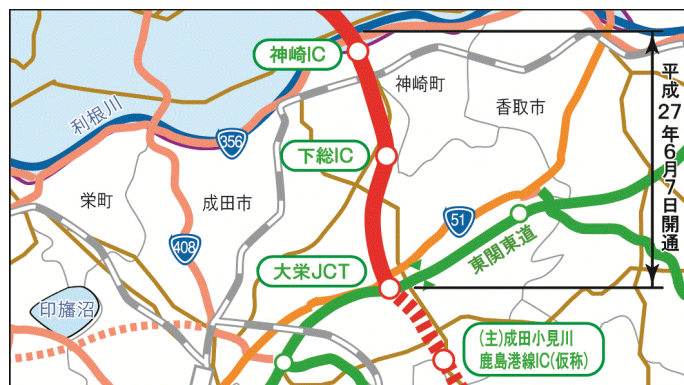 神崎IC
神崎町
香取市
平成27年6月7日開通
利根川
356
下総IC
栄町
成田市
51
408
東関東道
大栄JCT
印旛沼
(主)成田小見川
鹿島港線IC(仮称)